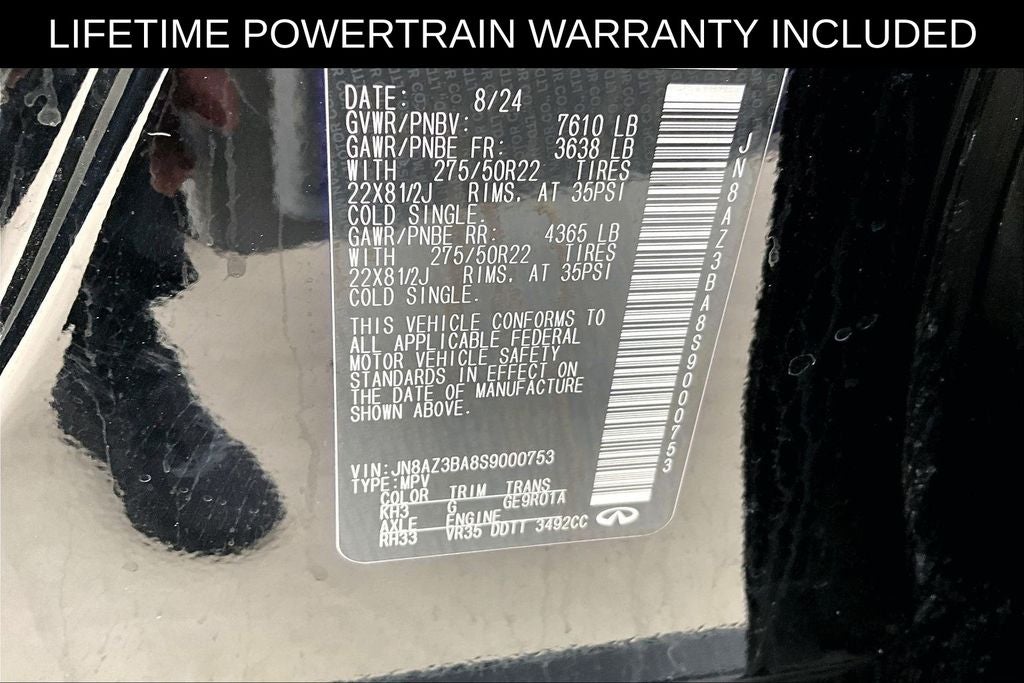 LIFETIME POWERTRAIN WARRANTY INCLUDED
DATE: 8/24
GVWR/PNBV: 7610 LB
GAWR/PNBE FR: 3638 LB
WITH 275/50R22 TIRES
22X81/2J RIMS, AT 35PSI
COLD SINGLE.
GAWR/PNBE RR: 4365 LB
WITH 275/50R22 TIRES
22X81/2J RIMS, AT 35PSI
COLD SINGLE.
THIS VEHICLE CONFORMS TO
ALL APPLICABLE FEDERAL
MOTOR VEHICLE SAFETY
STANDARDS IN EFFECT ON
THE DATE OF MANUFACTURE
SHOWN ABOVE.
VIN:JN8AZ3BA8S9000753
TYPE:MPV
COLOR TRIM TRANS
KH3 G GE9R01A
AXLE ENGINE
RH33 VR35 DDTT 3492CC
JN8AZ3BA8S9000753